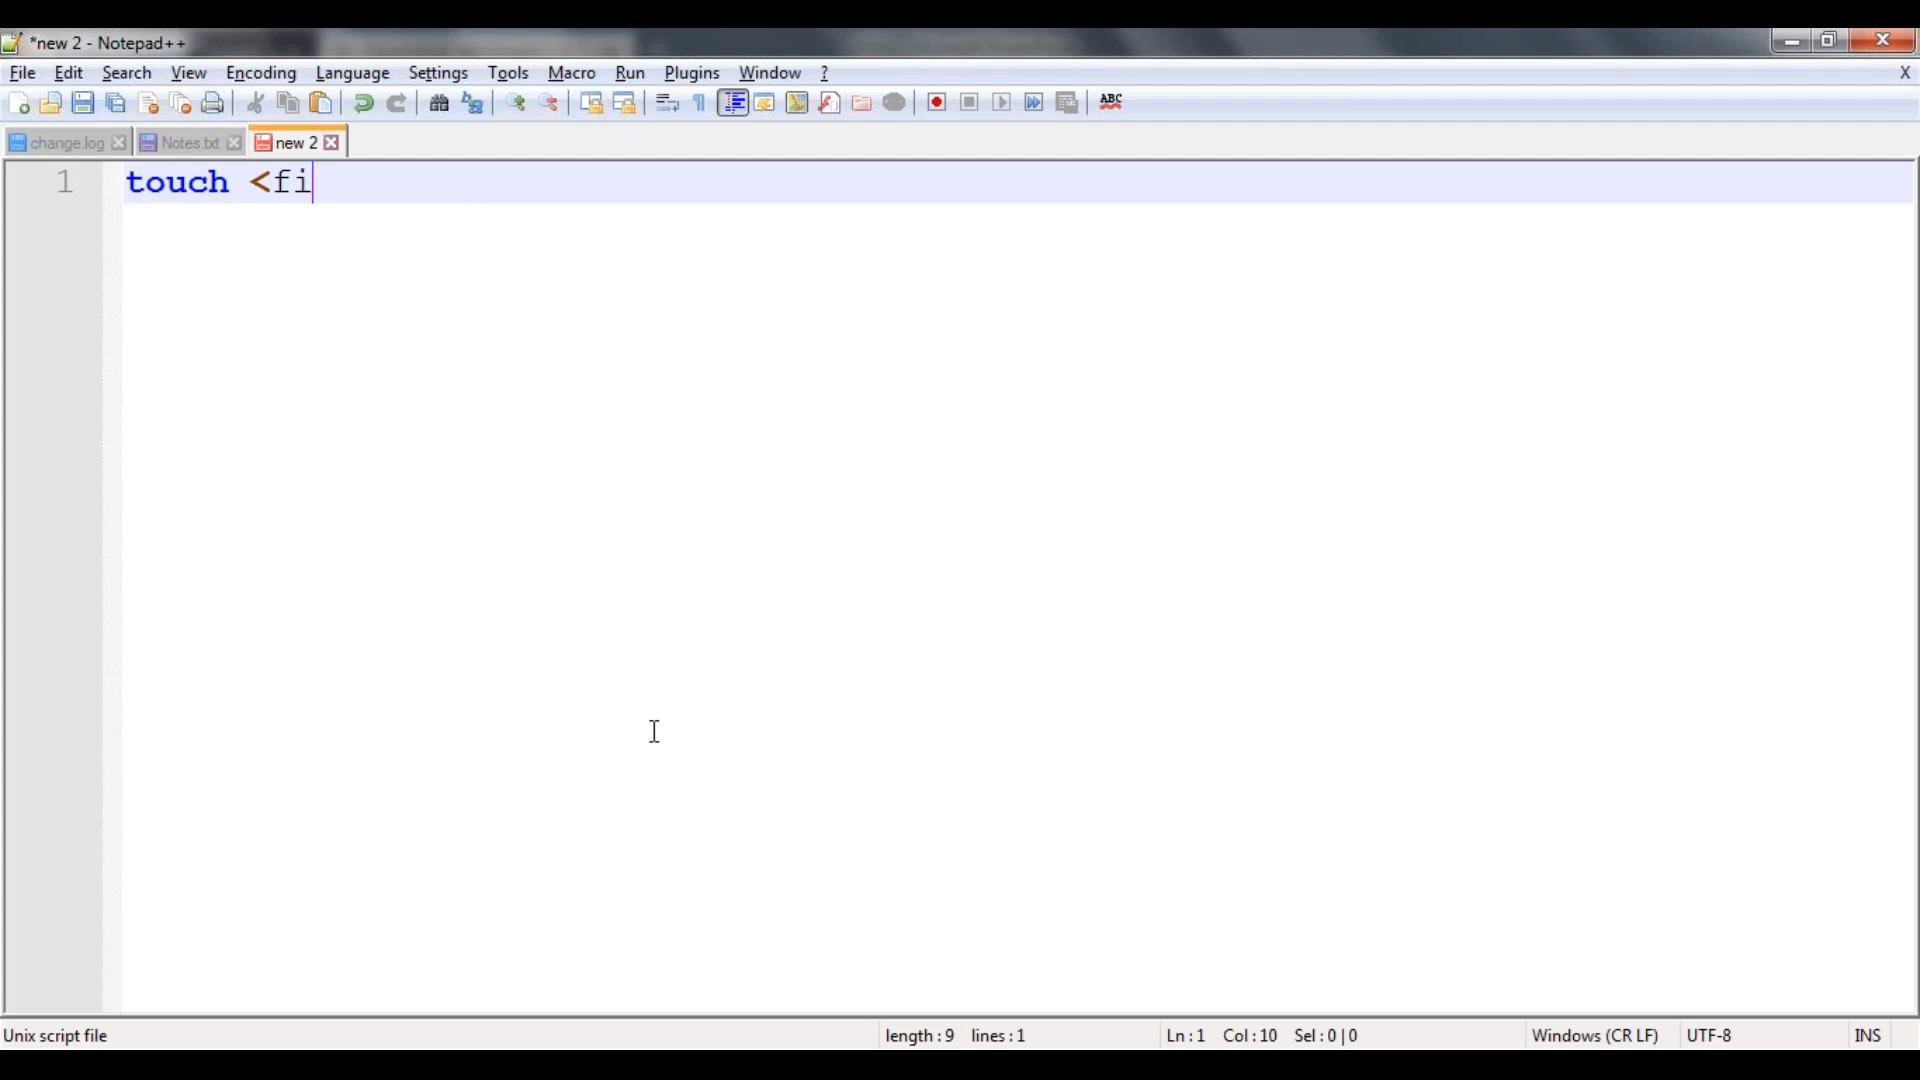 *new 2 - Notepad++
File Edit Search View Encoding Language Settings Tools Macro Run Plugins Window ? X
ABC
change.log Notes.txt new 2
1 touch <fi
Unix script file length : 9 lines : 1 Ln : 1 Col : 10 Sel : 0 | 0 Windows (CR LF) UTF-8 INS